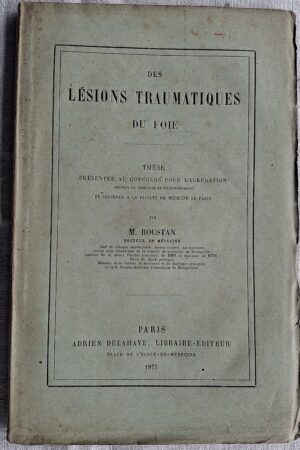 DES
LÉSIONS TRAUMATIQUES
DU FOIE
THÈSE
PRÉSENTÉE AU CONCOURS POUR L'AGRÉGATION
ET SOUTENUE A LA FACULTÉ DE MÉDECINE DE PARIS
PAR
M. ROUSTAN
DOCTEUR EN MÉDECINE
PARIS
ADRIEN DELAHAYE, LIBRAIRE-ÉDITEUR
PLACE DE L'ÉCOLE-DE-MÉDECINE
1875